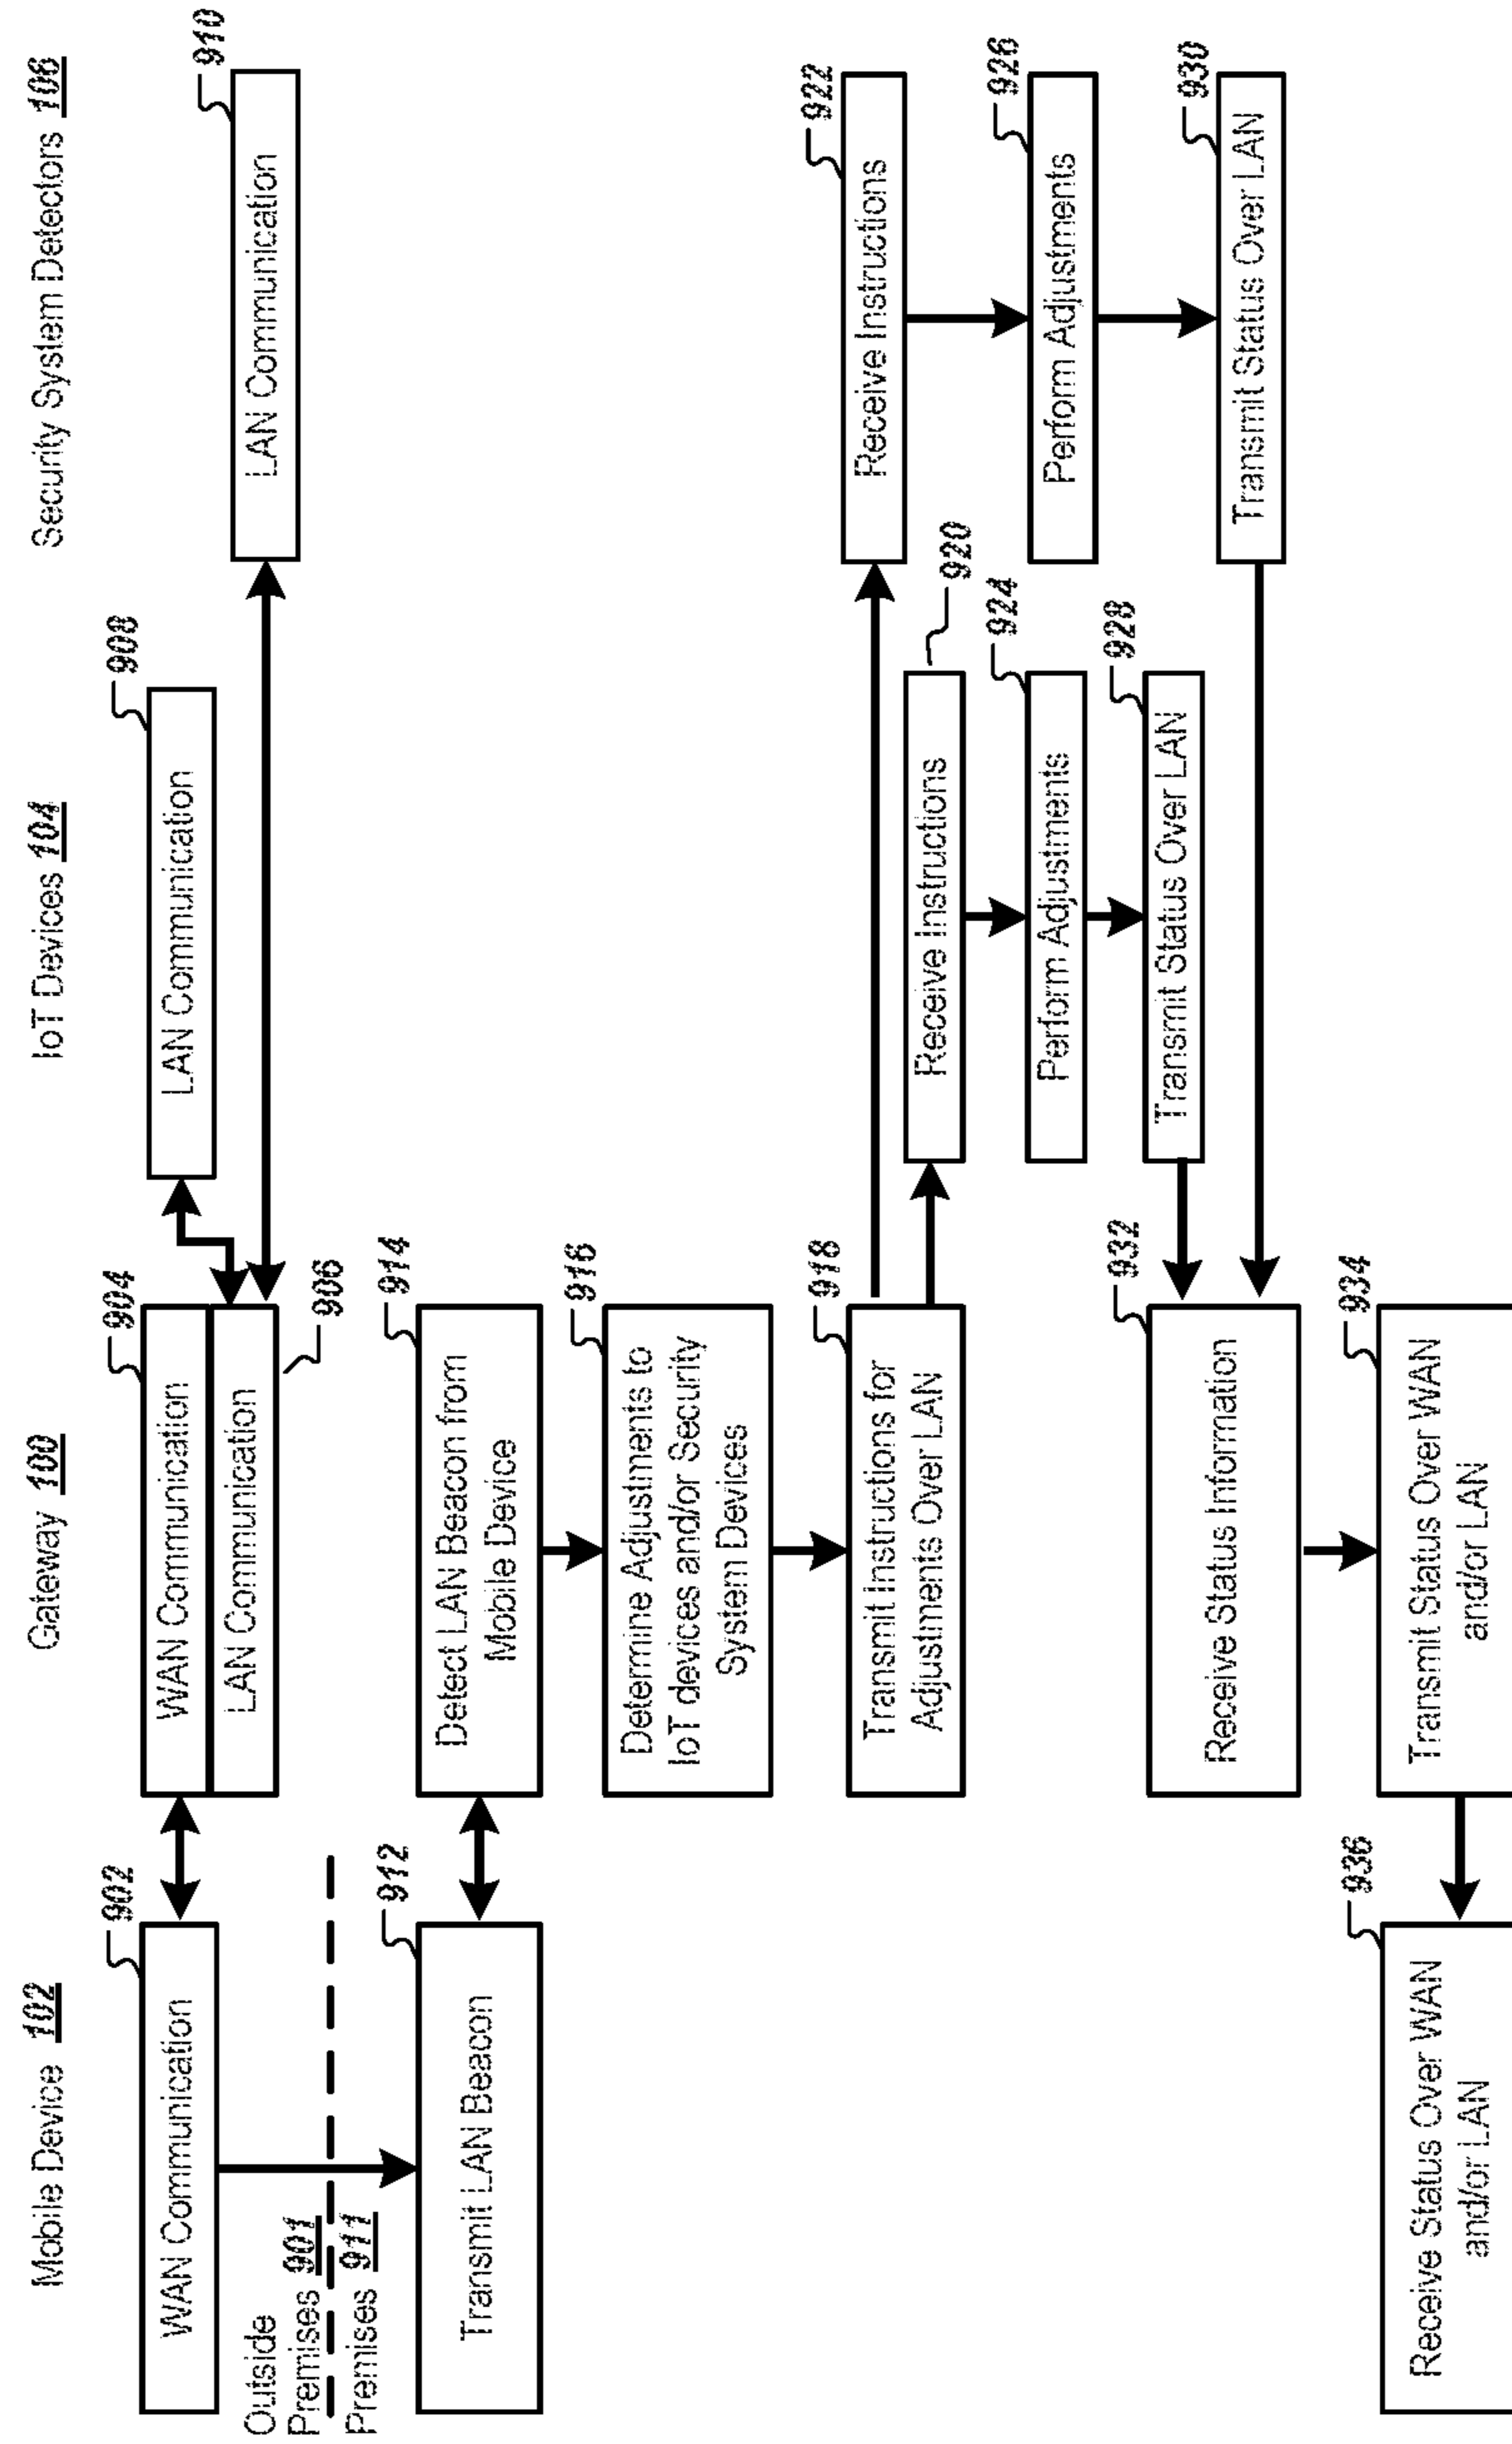 Mobile Device 102
Gateway 100
IoT Devices 104
Security System Detectors 106
902
WAN Communication
904
WAN Communication
LAN Communication
906
908
LAN Communication
910
LAN Communication
Outside
Premises 901
Premises 911
912
Transmit LAN Beacon
914
Detect LAN Beacon from
Mobile Device
916
Determine Adjustments to
IoT devices and/or Security
System Devices
918
Transmit Instructions for
Adjustments Over LAN
920
Receive Instructions
922
Receive Instructions
924
Perform Adjustments
926
Perform Adjustments
928
Transmit Status Over LAN
930
Transmit Status Over LAN
932
Receive Status Information
934
Transmit Status Over WAN
and/or LAN
936
Receive Status Over WAN
and/or LAN